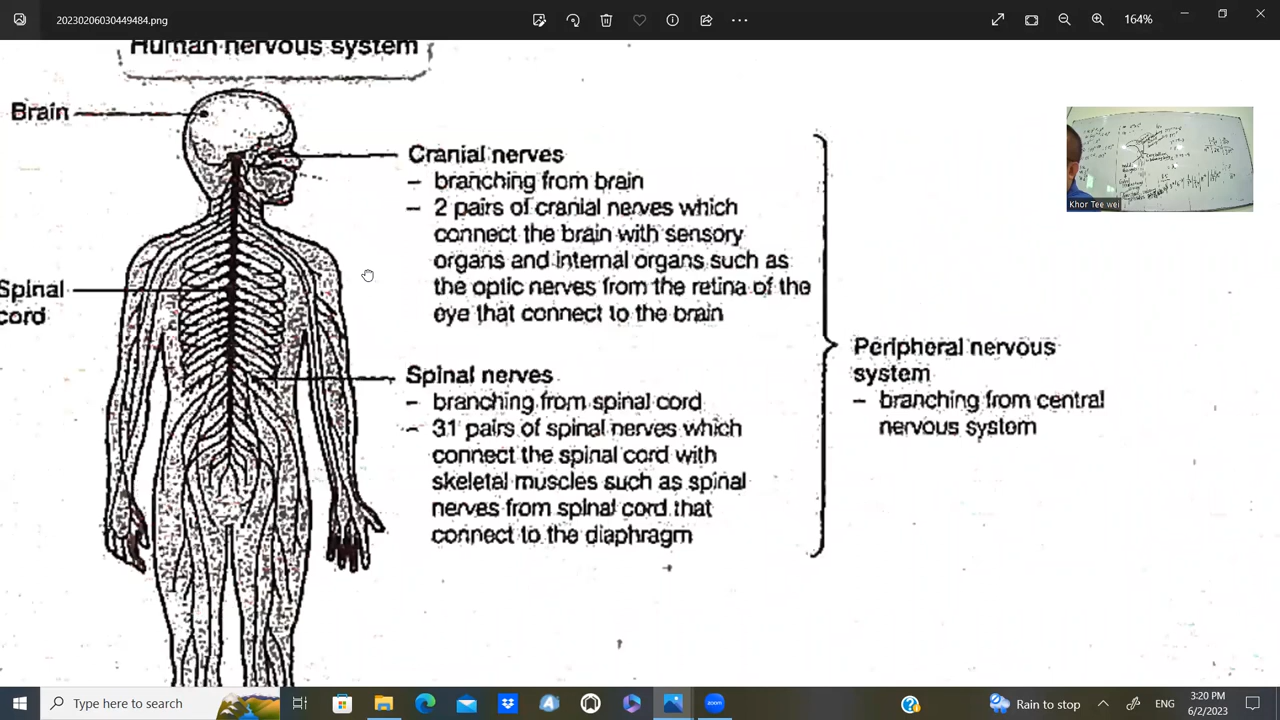 20230206030449484.png
164%
Human nervous system
Brain
Cranial nerves
– branching from brain
– 2 pairs of cranial nerves which
connect the brain with sensory
organs and internal organs such as
the optic nerves from the retina of the
eye that connect to the brain
Spinal
cord
Spinal nerves
– branching from spinal cord
– 31 pairs of spinal nerves which
connect the spinal cord with
skeletal muscles such as spinal
nerves from spinal cord that
connect to the diaphragm
Peripheral nervous
system
– branching from central
nervous system
Khor Tee wei
Type here to search
zoom
Rain to stop
ENG
3:20 PM
6/2/2023